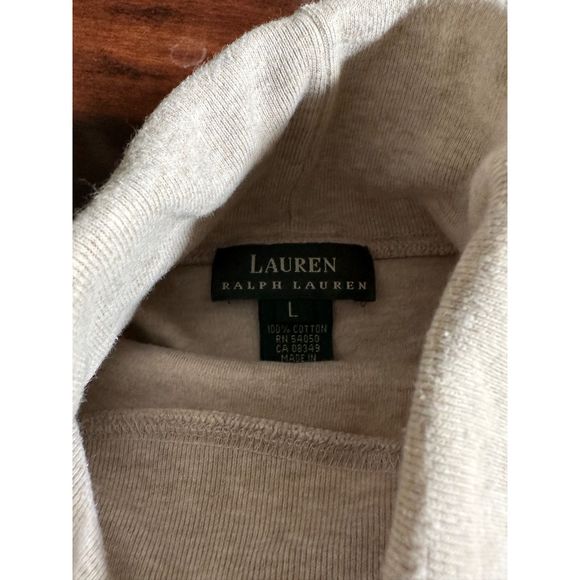 LAUREN
RALPH LAUREN
L
100% COTTON
RN 54050
CA 08349
MADE IN